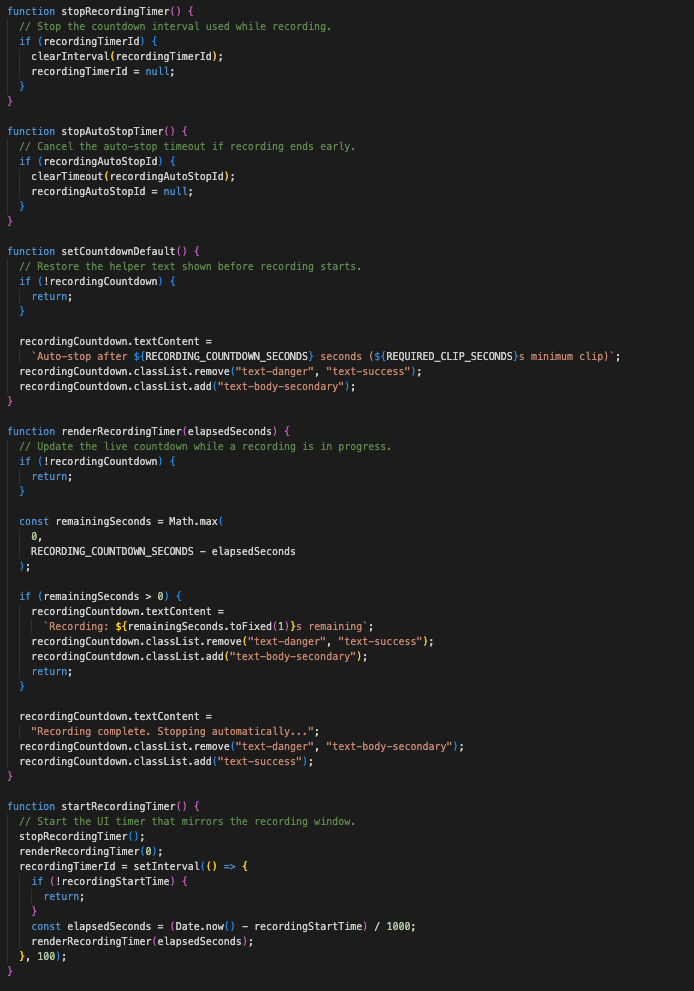 function stopRecordingTimer() {
  // Stop the countdown interval used while recording.
  if (recordingTimerId) {
    clearInterval(recordingTimerId);
    recordingTimerId = null;
  }
}

function stopAutoStopTimer() {
  // Cancel the auto-stop timeout if recording ends early.
  if (recordingAutoStopId) {
    clearTimeout(recordingAutoStopId);
    recordingAutoStopId = null;
  }
}

function setCountdownDefault() {
  // Restore the helper text shown before recording starts.
  if (!recordingCountdown) {
    return;
  }

  recordingCountdown.textContent =
    `Auto-stop after ${RECORDING_COUNTDOWN_SECONDS} seconds (${REQUIRED_CLIP_SECONDS}s minimum clip)`;
  recordingCountdown.classList.remove("text-danger", "text-success");
  recordingCountdown.classList.add("text-body-secondary");
}

function renderRecordingTimer(elapsedSeconds) {
  // Update the live countdown while a recording is in progress.
  if (!recordingCountdown) {
    return;
  }

  const remainingSeconds = Math.max(
    0,
    RECORDING_COUNTDOWN_SECONDS - elapsedSeconds
  );

  if (remainingSeconds > 0) {
    recordingCountdown.textContent =
      `Recording: ${remainingSeconds.toFixed(1)}s remaining`;
    recordingCountdown.classList.remove("text-danger", "text-success");
    recordingCountdown.classList.add("text-body-secondary");
    return;
  }

  recordingCountdown.textContent =
    "Recording complete. Stopping automatically...";
  recordingCountdown.classList.remove("text-danger", "text-body-secondary");
  recordingCountdown.classList.add("text-success");
}

function startRecordingTimer() {
  // Start the UI timer that mirrors the recording window.
  stopRecordingTimer();
  renderRecordingTimer(0);
  recordingTimerId = setInterval(() => {
    if (!recordingStartTime) {
      return;
    }
    const elapsedSeconds = (Date.now() - recordingStartTime) / 1000;
    renderRecordingTimer(elapsedSeconds);
  }, 100);
}